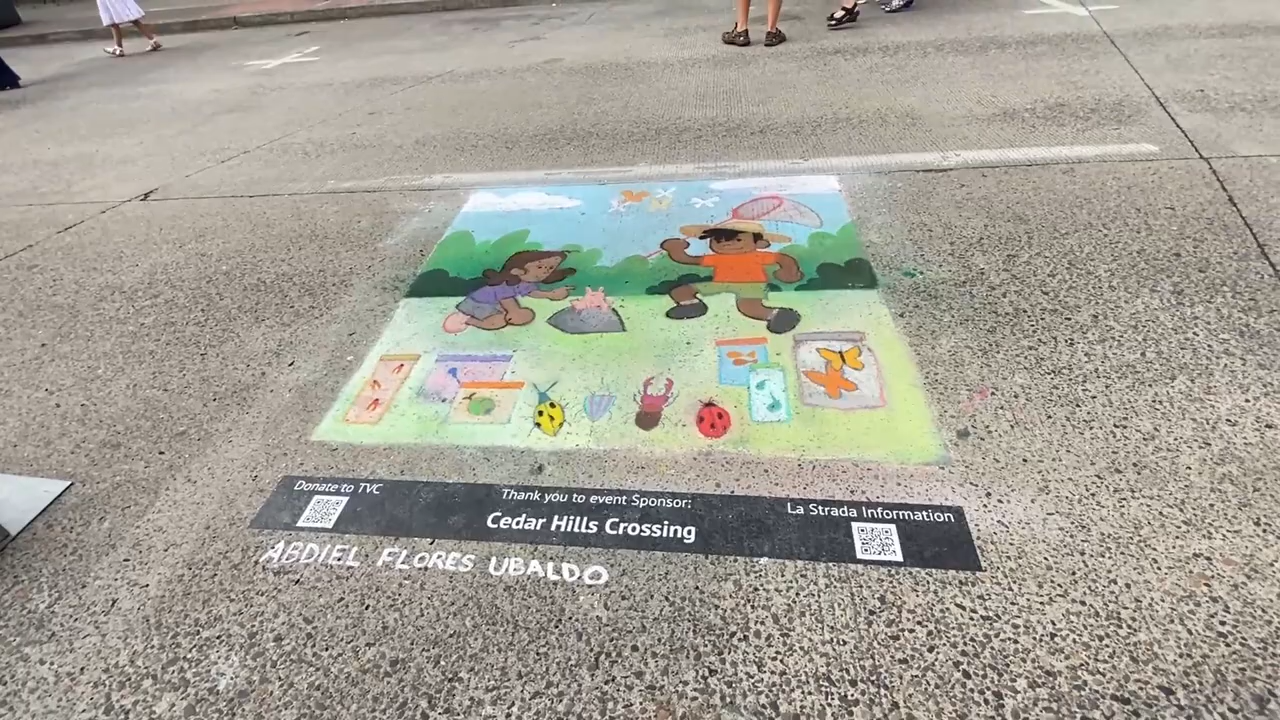 Donate to TVC
Thank you to event Sponsor:
Cedar Hills Crossing
La Strada Information
ABDIEL FLORES UBALDO